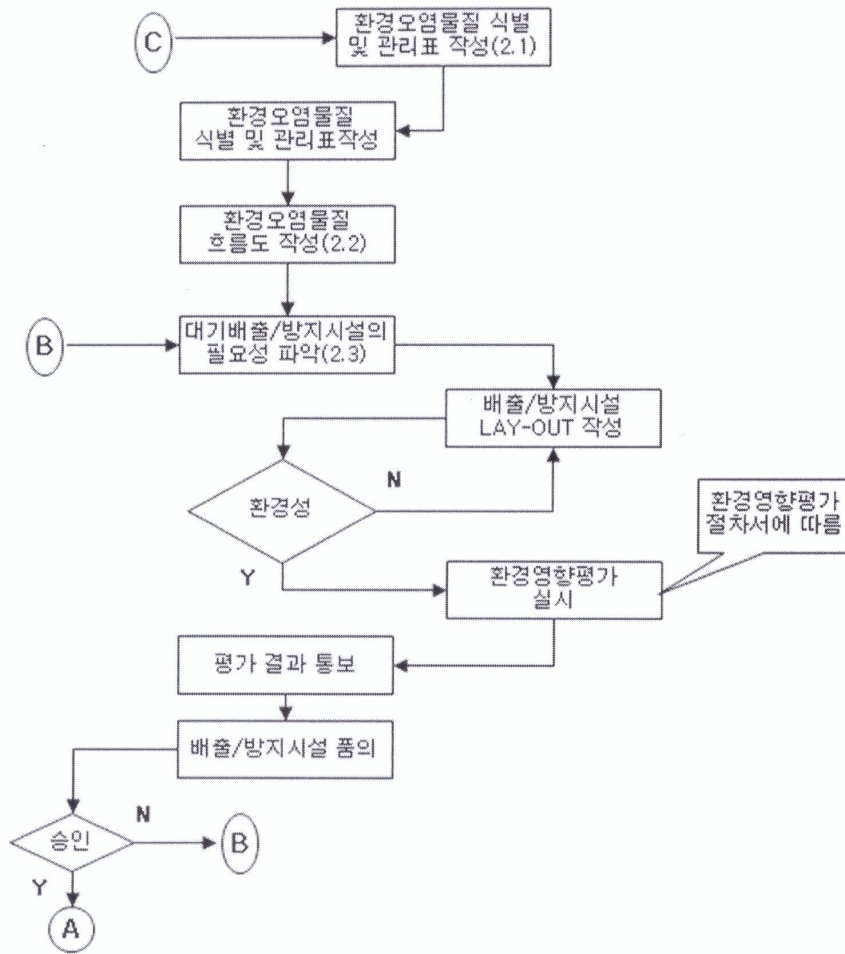 C
환경오염물질 식별
및 관리표 작성(2.1)
환경오염물질
식별 및 관리표작성
환경오염물질
흐름도 작성(2.2)
B
대기배출/방지시설의
필요성 파악(2.3)
배출/방지시설
LAY-OUT 작성
환경성
N
Y
환경영향평가
절차서에 따름
환경영향평가
실시
평가 결과 통보
배출/방지시설 품의
승인
N
B
Y
A